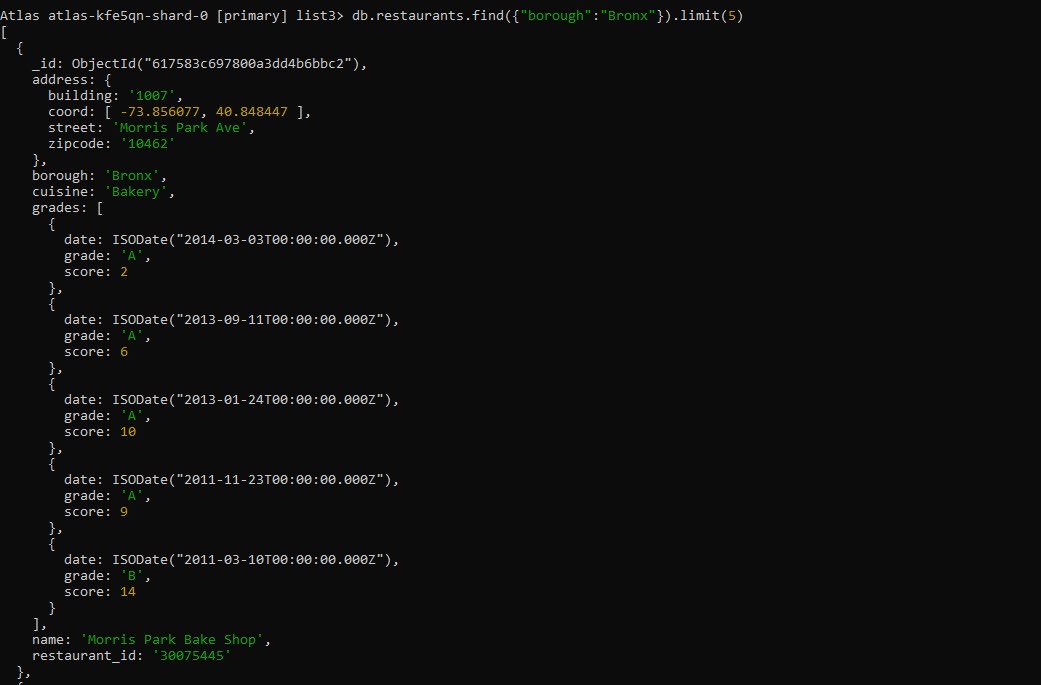 Atlas atlas-kfe5qn-shard-0 [primary] list3> db.restaurants.find({"borough":"Bronx"}).limit(5)
[
  {
    _id: ObjectId("617583c697800a3dd4b6bbc2"),
    address: {
      building: '1007',
      coord: [ -73.856077, 40.848447 ],
      street: 'Morris Park Ave',
      zipcode: '10462'
    },
    borough: 'Bronx',
    cuisine: 'Bakery',
    grades: [
      {
        date: ISODate("2014-03-03T00:00:00.000Z"),
        grade: 'A',
        score: 2
      },
      {
        date: ISODate("2013-09-11T00:00:00.000Z"),
        grade: 'A',
        score: 6
      },
      {
        date: ISODate("2013-01-24T00:00:00.000Z"),
        grade: 'A',
        score: 10
      },
      {
        date: ISODate("2011-11-23T00:00:00.000Z"),
        grade: 'A',
        score: 9
      },
      {
        date: ISODate("2011-03-10T00:00:00.000Z"),
        grade: 'B',
        score: 14
      }
    ],
    name: 'Morris Park Bake Shop',
    restaurant_id: '30075445'
  },